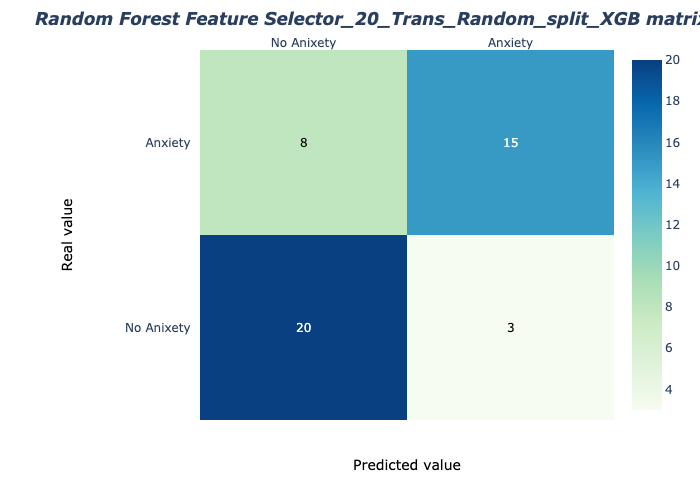 Random Forest Feature Selector_20_Trans_Random_split_XGB matrix
No Anixety Anxiety
20
18
16
14
12
10
8
6
4
Anxiety 8 15
Real value
No Anixety 20 3
Predicted value